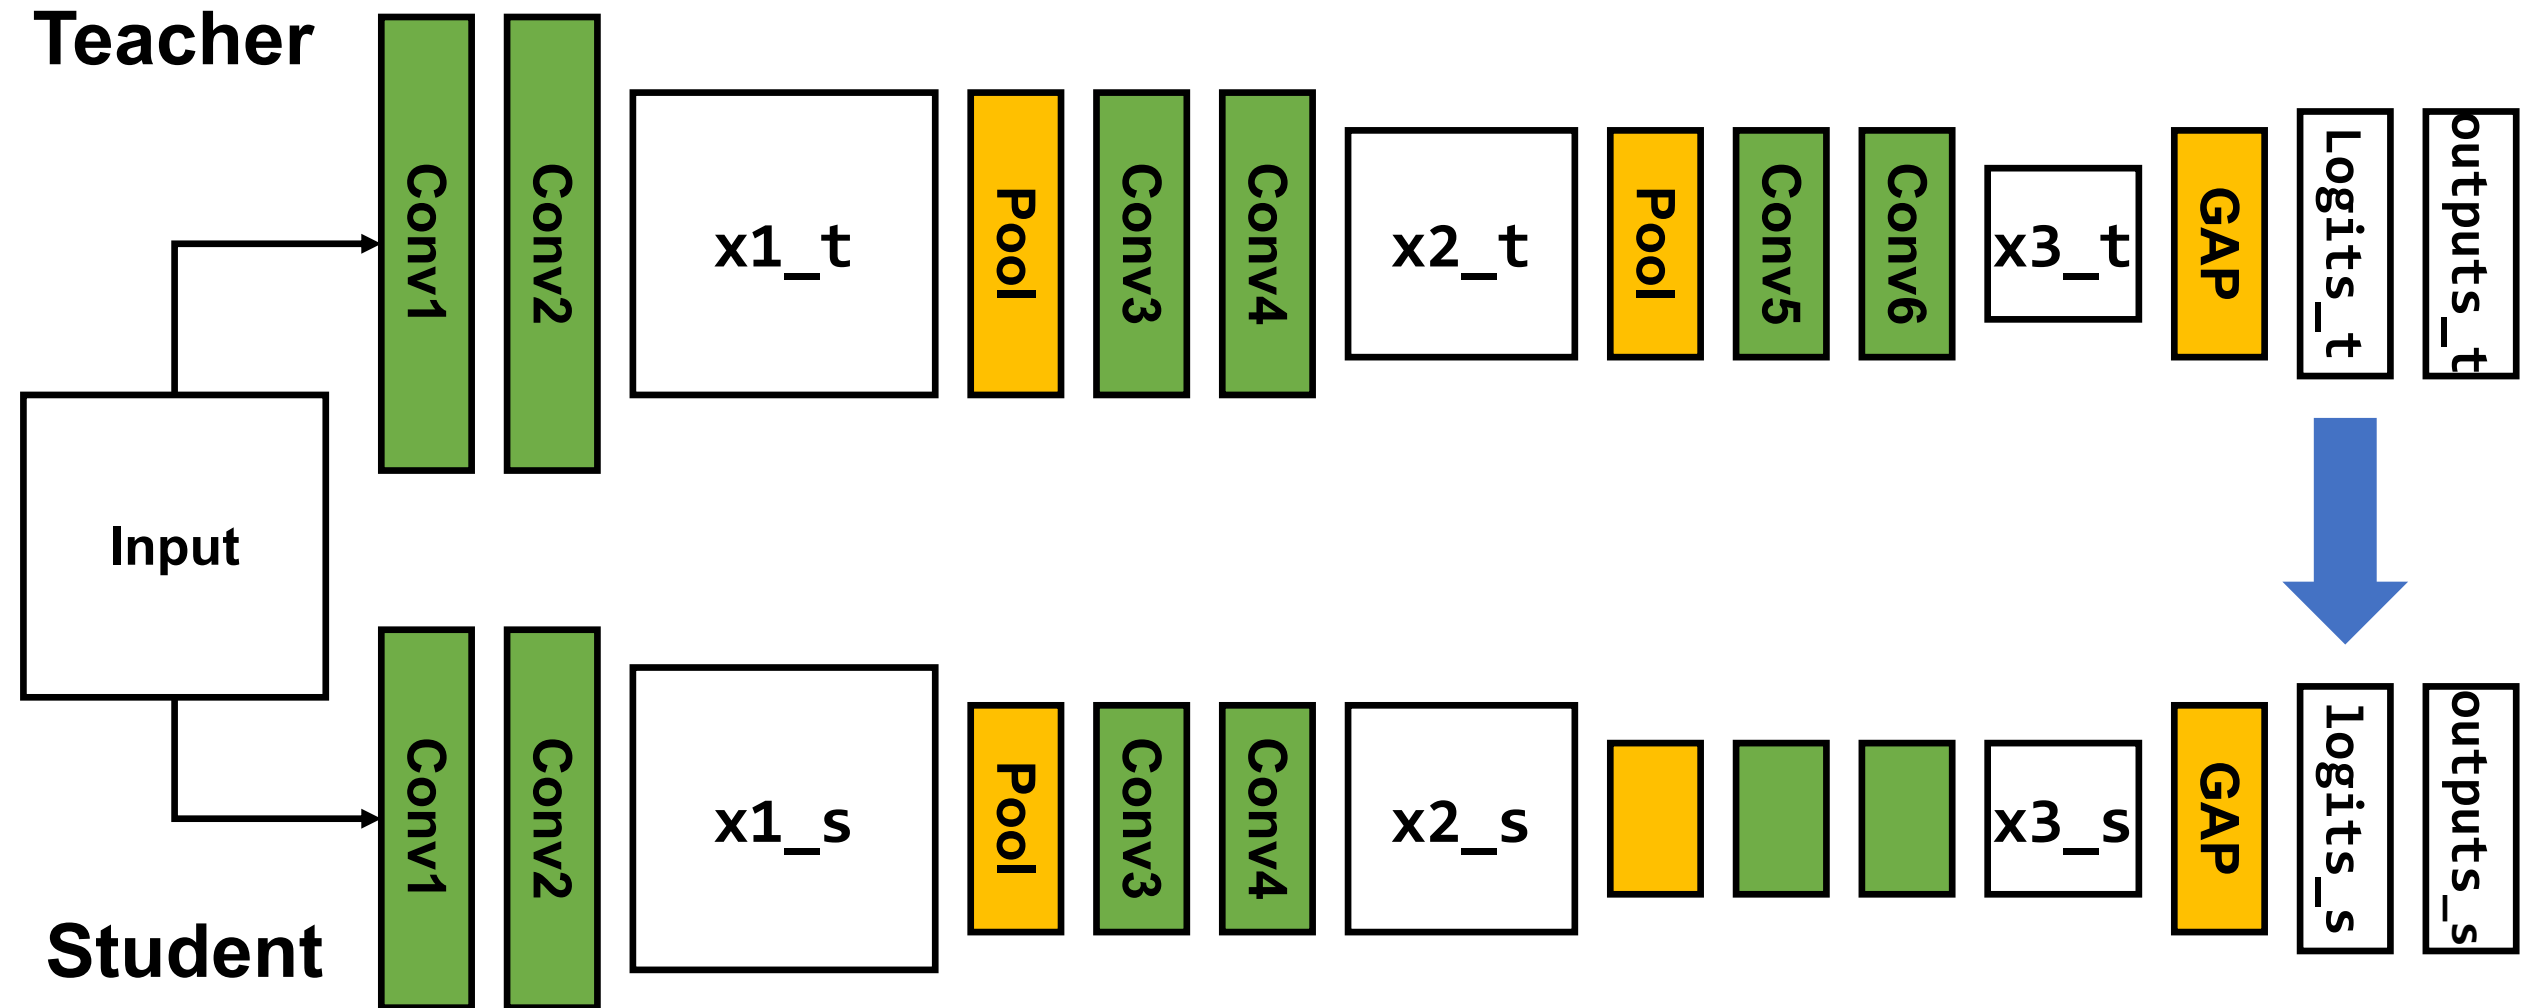 Teacher
Conv1
Conv2
x1_t
Pool
Conv3
Conv4
x2_t
Pool
Conv5
Conv6
x3_t
GAP
Logits_t
outputs_t
Input
Conv1
Conv2
x1_s
Pool
Conv3
Conv4
x2_s
x3_s
GAP
logits_s
outputs_s
Student